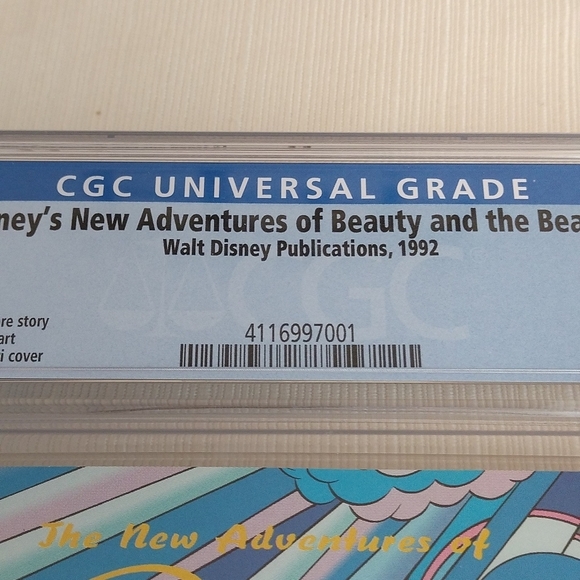 CGC UNIVERSAL GRADE
ney's New Adventures of Beauty and the Bea
Walt Disney Publications, 1992
CGC
re story
art
i cover
4116997001
The New Adventures of